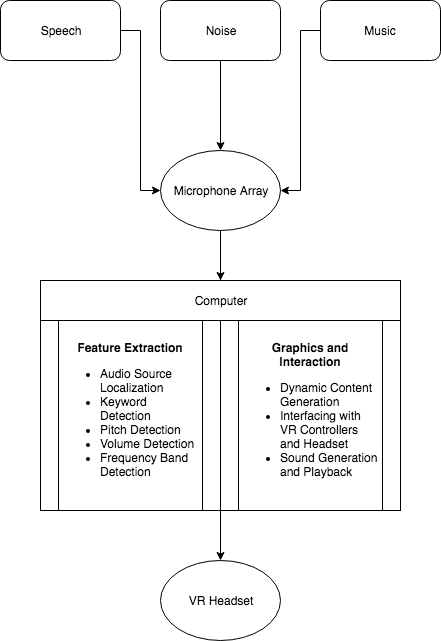 Speech
Noise
Music
Microphone Array
Computer
Feature Extraction
• Audio Source
Localization
• Keyword
Detection
• Pitch Detection
• Volume Detection
• Frequency Band
Detection
Graphics and
Interaction
• Dynamic Content
Generation
• Interfacing with
VR Controllers
and Headset
• Sound Generation
and Playback
VR Headset